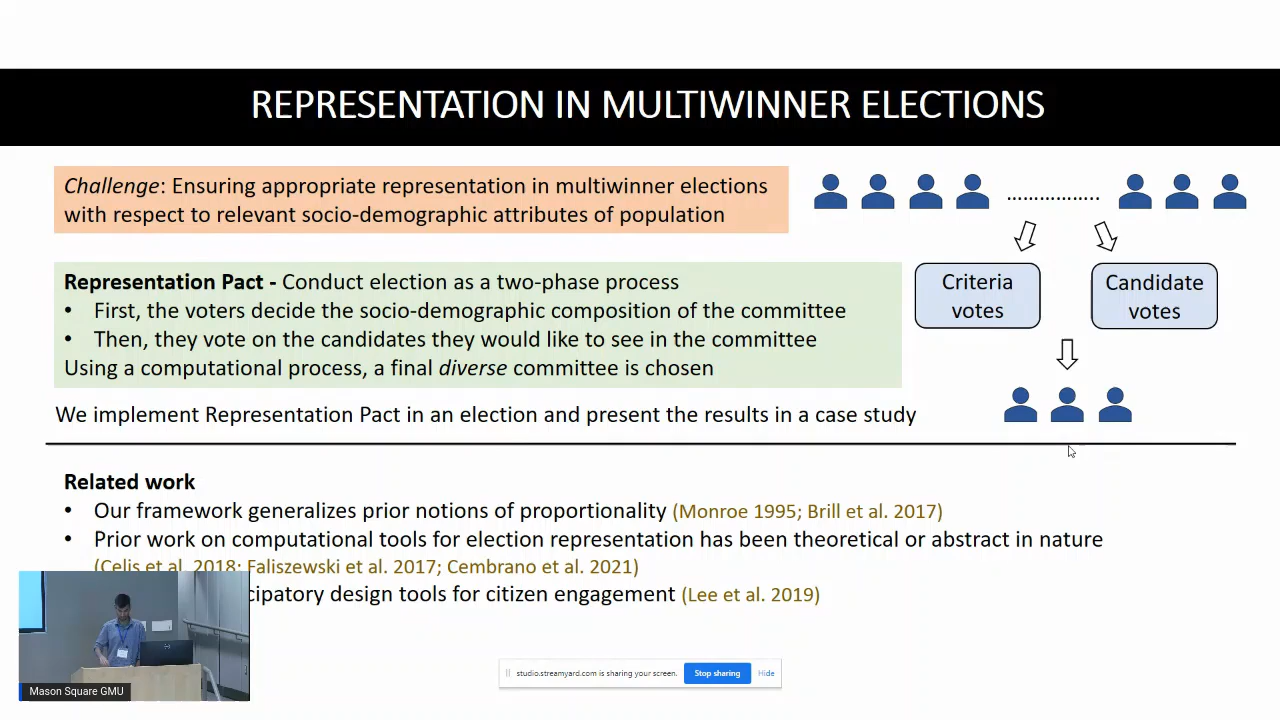 REPRESENTATION IN MULTIWINNER ELECTIONS
Challenge: Ensuring appropriate representation in multiwinner elections
with respect to relevant socio-demographic attributes of population
Representation Pact - Conduct election as a two-phase process
• First, the voters decide the socio-demographic composition of the committee
• Then, they vote on the candidates they would like to see in the committee
Using a computational process, a final diverse committee is chosen
.................
Criteria
votes
Candidate
votes
We implement Representation Pact in an election and present the results in a case study
Related work
• Our framework generalizes prior notions of proportionality (Monroe 1995; Brill et al. 2017)
• Prior work on computational tools for election representation has been theoretical or abstract in nature
(Celis et al. 2018; Faliszewski et al. 2017; Cembrano et al. 2021)
cipatory design tools for citizen engagement (Lee et al. 2019)
Mason Square GMU
studio.streamyard.com is sharing your screen.
Stop sharing
Hide